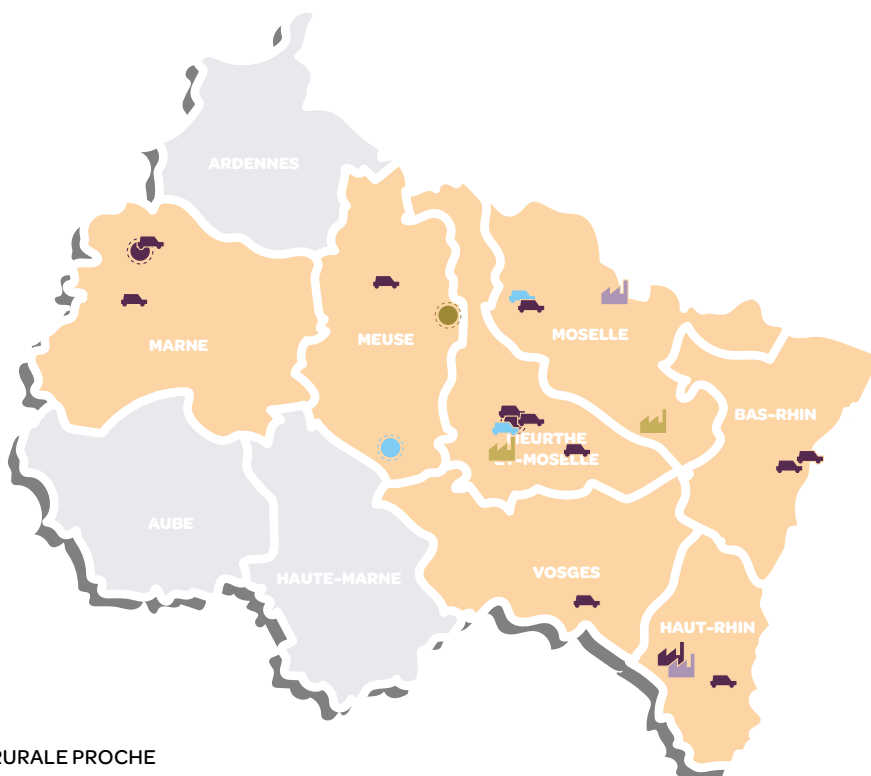 ARDENNES
MARNE
MEUSE
MOSELLE
BAS-RHIN
MEURTHE
ET-MOSELLE
AUBE
HAUTE-MARNE
VOSGES
HAUT-RHIN
RURALE PROCHE